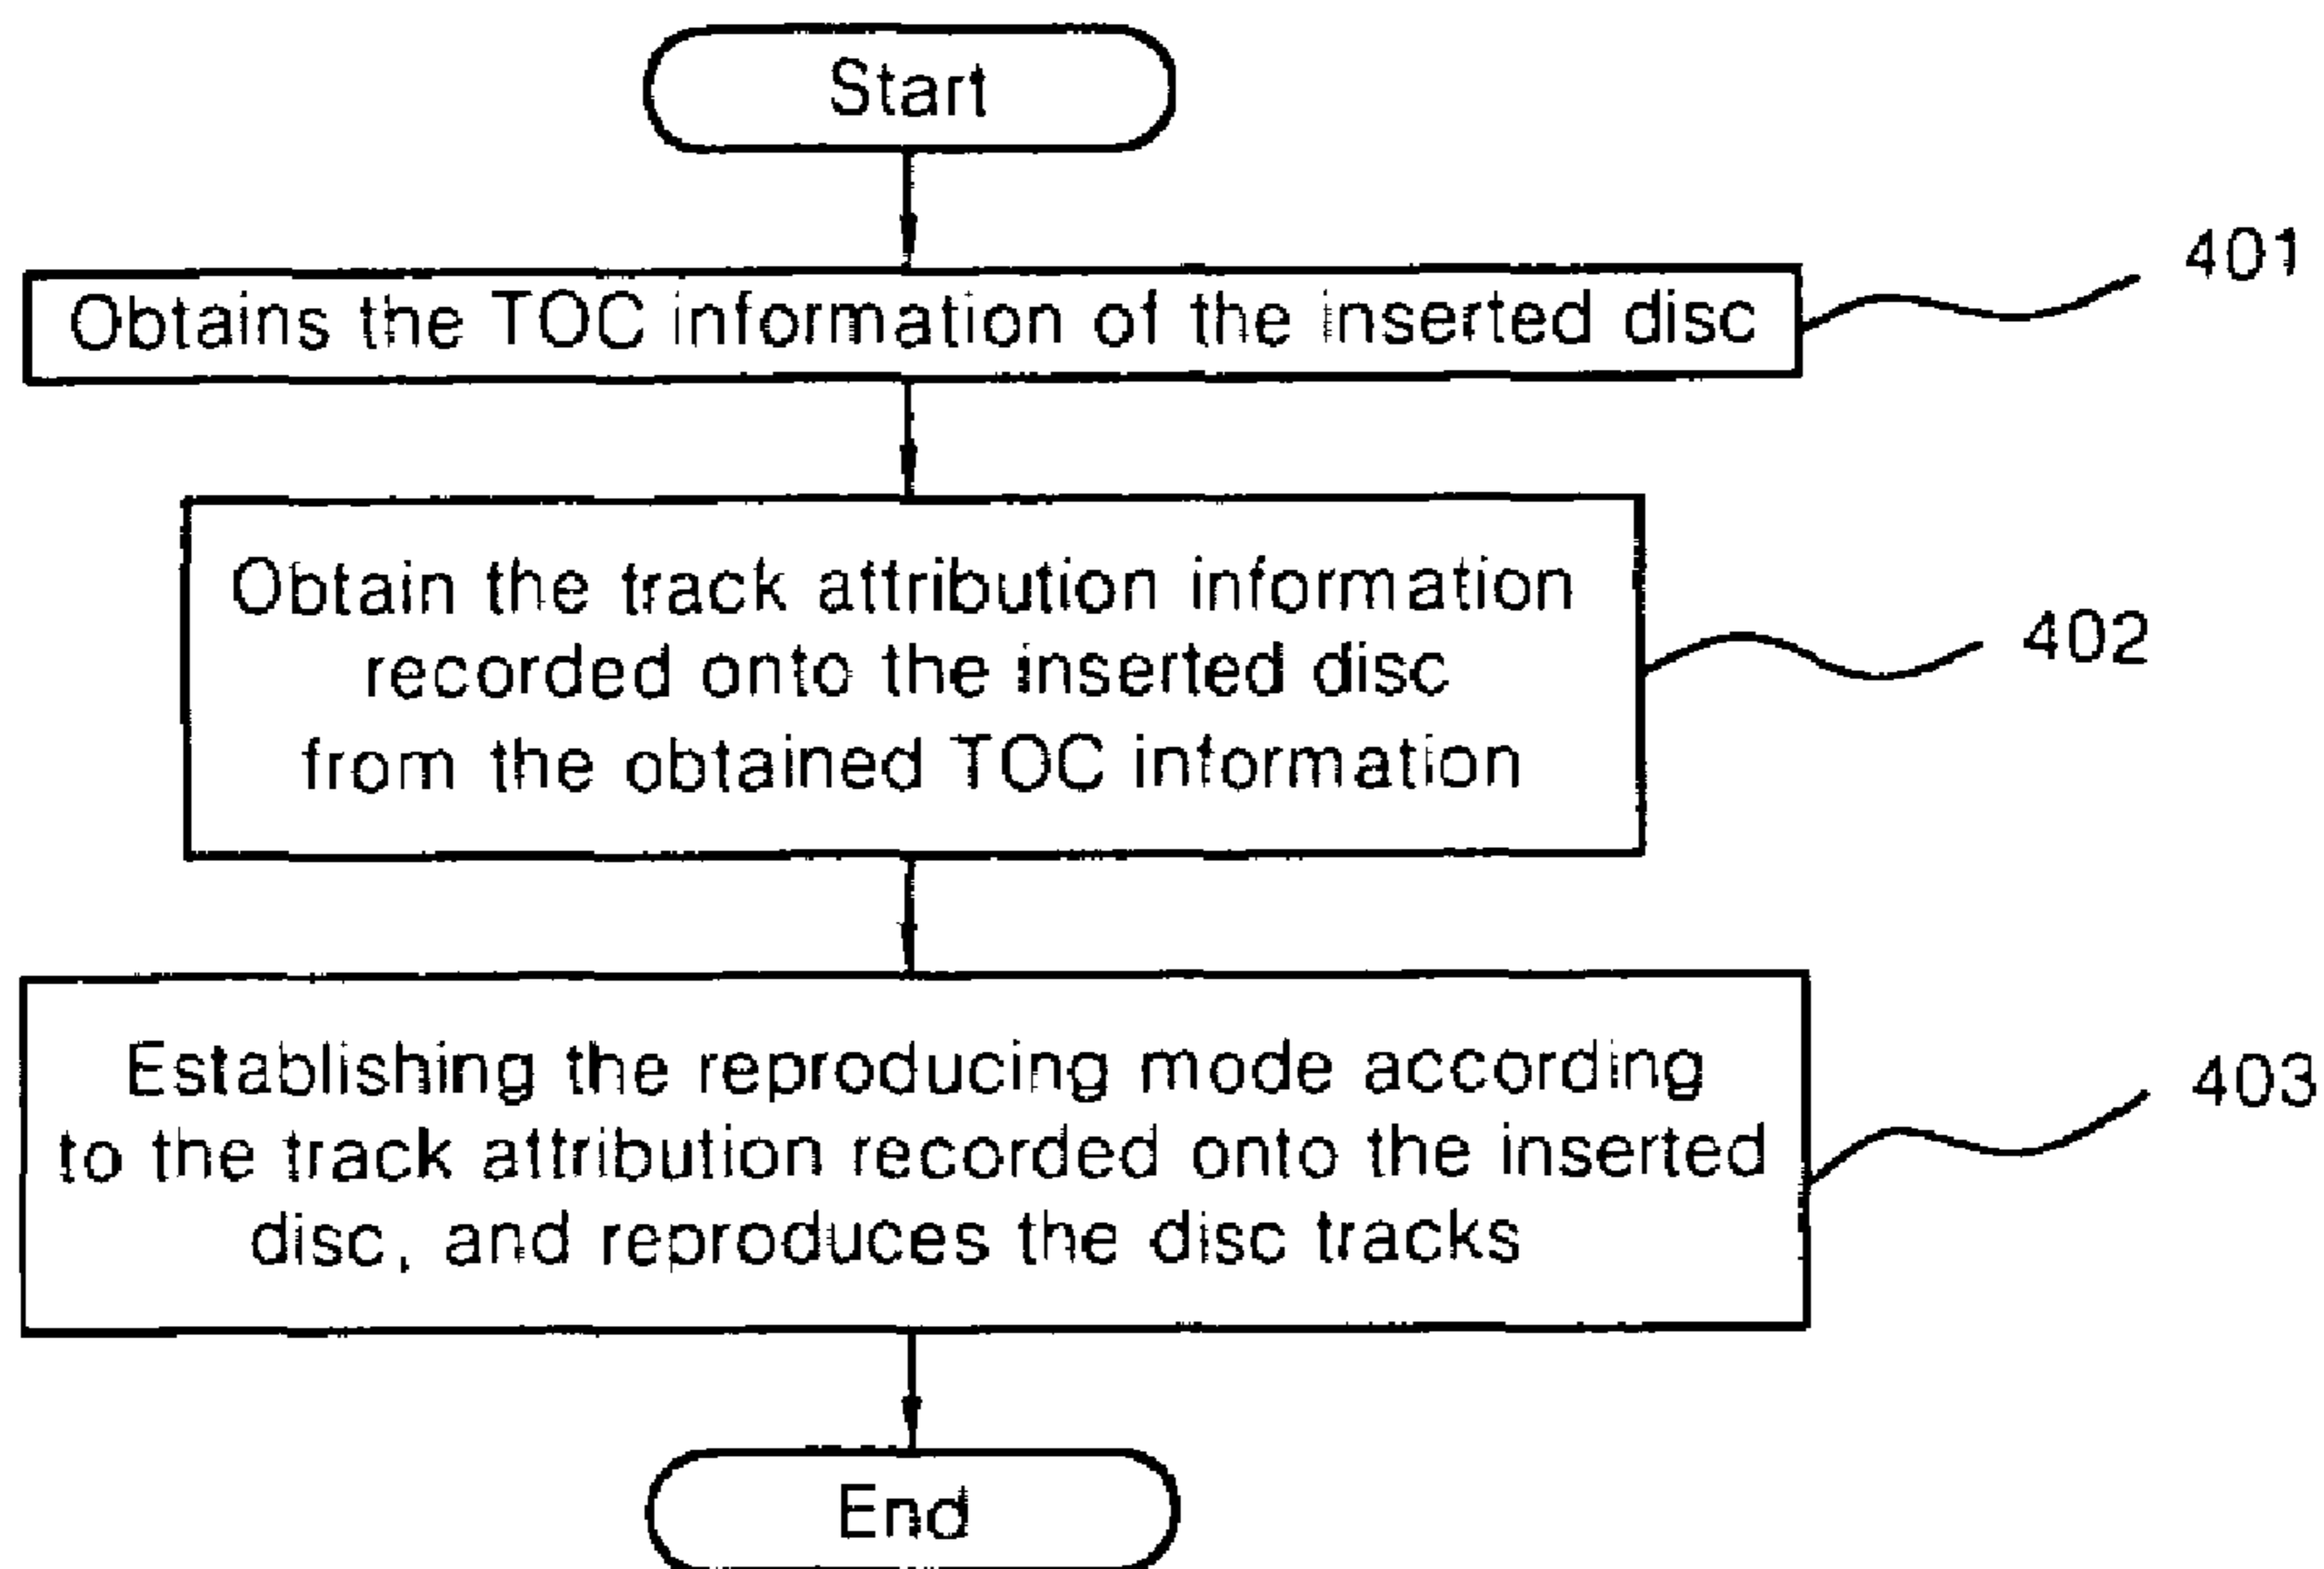 Start
Obtains the TOC information of the inserted disc
401
Obtain the track attribution information
recorded onto the inserted disc
from the obtained TOC information
402
Establishing the reproducing mode according
to the track attribution recorded onto the inserted
disc, and reproduces the disc tracks
403
End